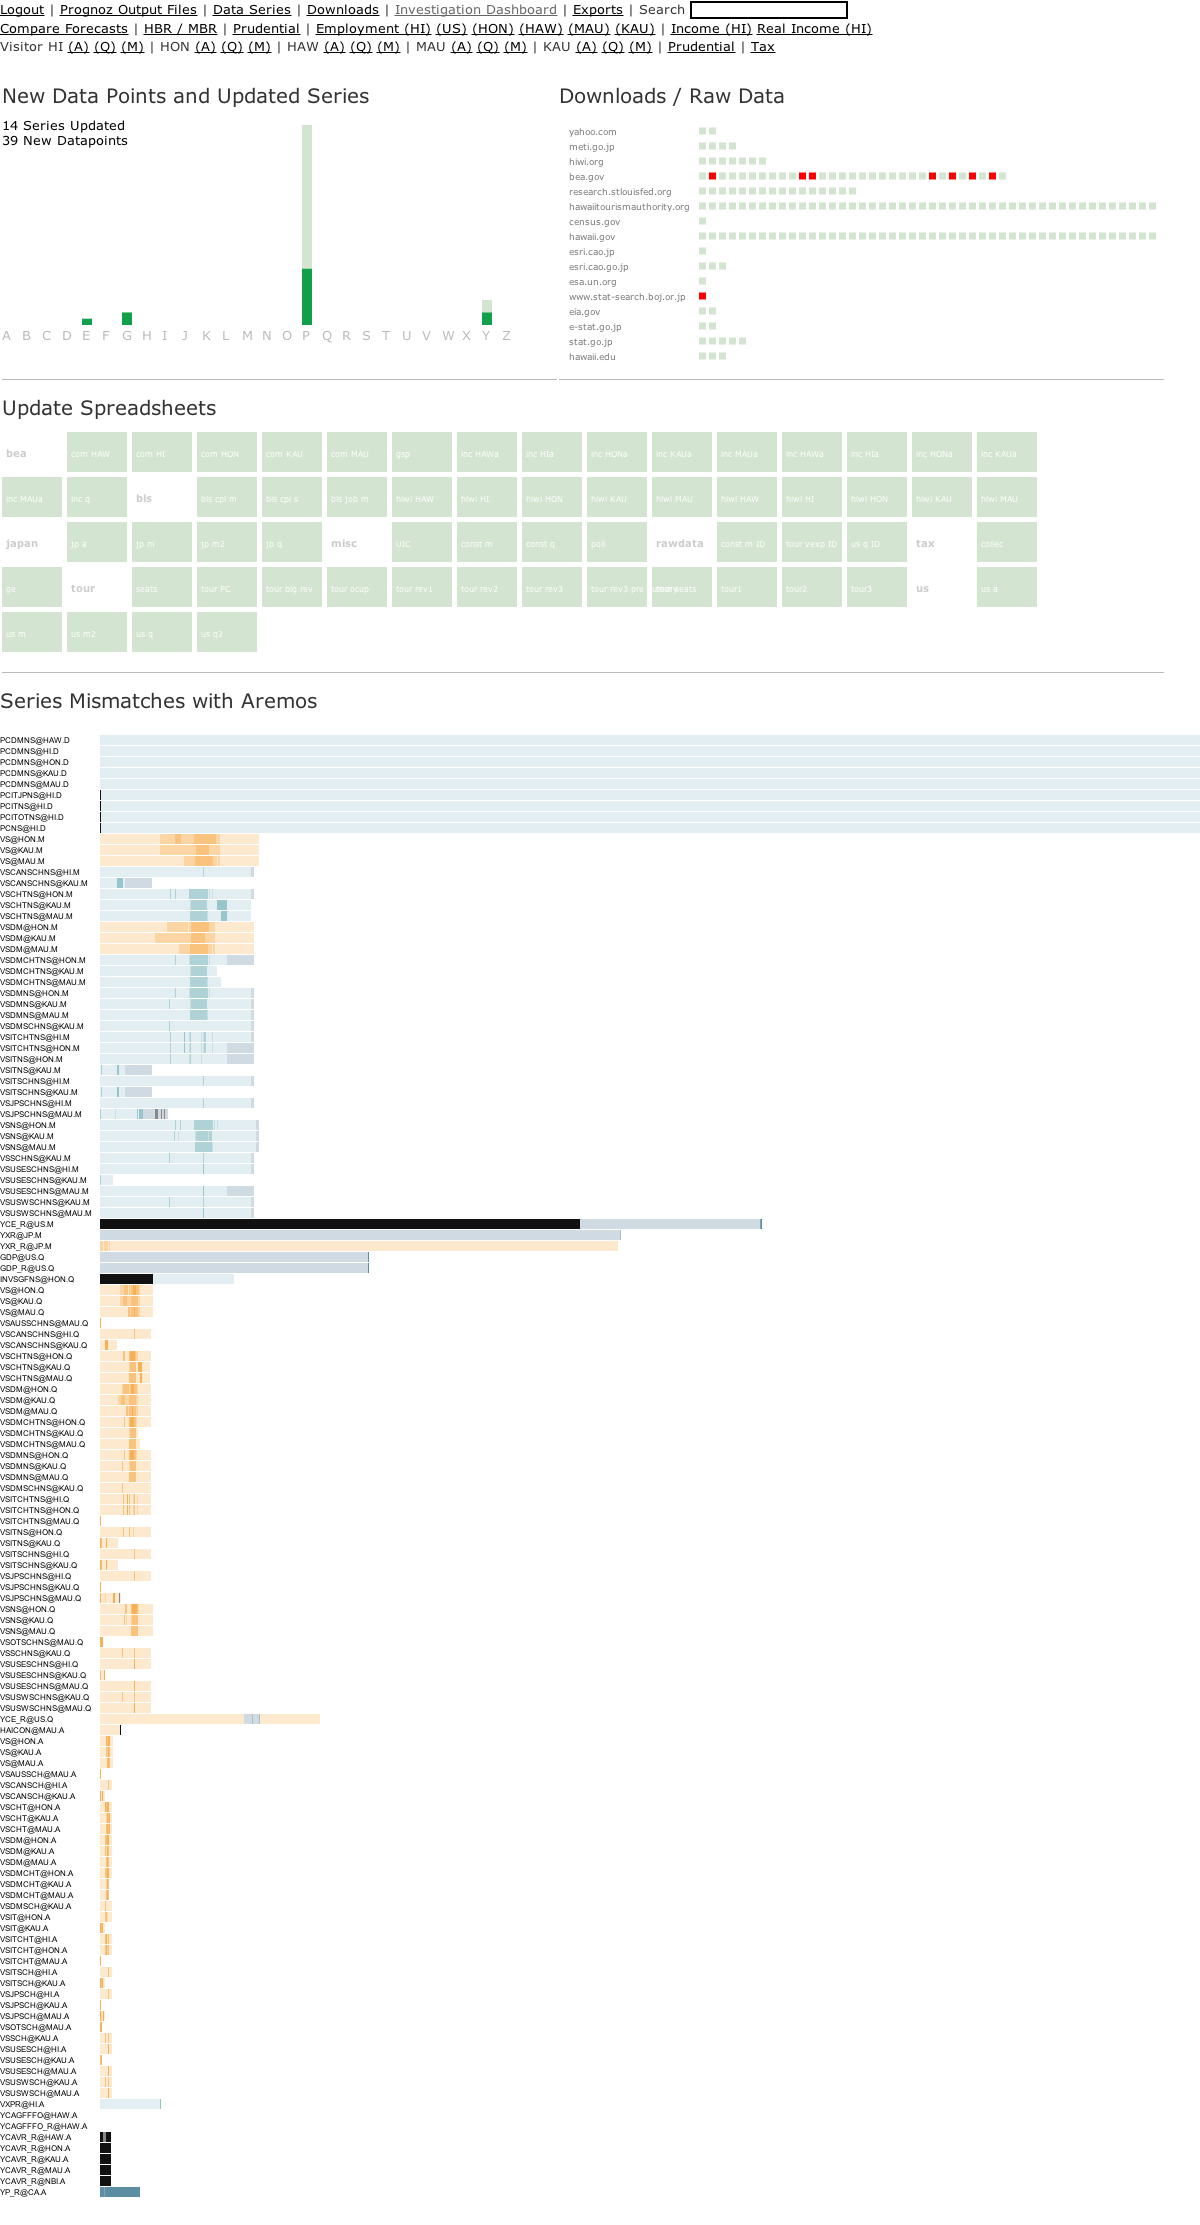 Logout | Prognoz Output Files | Data Series | Downloads | Investigation Dashboard | Exports | Search
Compare Forecasts | HBR / MBR | Prudential | Employment (HI) (US) (HON) (HAW) (MAU) (KAU) | Income (HI) Real Income (HI)
Visitor HI (A) (Q) (M) | HON (A) (Q) (M) | HAW (A) (Q) (M) | MAU (A) (Q) (M) | KAU (A) (Q) (M) | Prudential | Tax
New Data Points and Updated Series
14 Series Updated
39 New Datapoints
A B C D E F G H I J K L M N O P Q R S T U V W X Y Z
Downloads / Raw Data
yahoo.com
meti.go.jp
hiwi.org
bea.gov
research.stlouisfed.org
hawaiitourismauthority.org
census.gov
hawaii.gov
esri.cao.jp
esri.cao.go.jp
esa.un.org
www.stat-search.boj.or.jp
eia.gov
e-stat.go.jp
stat.go.jp
hawaii.edu
Update Spreadsheets
bea com HAW com HI com HON com KAU com MAU gsp inc HAWa inc HIa inc HONa inc KAUa inc MAUa inc HAWa inc HIa inc HONa inc KAUa
inc MAUa inc q bls bls cpi m bls cpi s bls job m hiwi HAW hiwi HI hiwi HON hiwi KAU hiwi MAU hiwi HAW hiwi HI hiwi HON hiwi KAU hiwi MAU
japan jp a jp m jp m2 jp q misc UIC const m const q poll rawdata const m ID tour vexp ID us q ID tax collec
ge tour seats tour PC tour big rev tour ocup tour rev1 tour rev2 tour rev3 tour rev3 pre seats tour1 tour2 tour3 us us a
us m us m2 us q us q2
Series Mismatches with Aremos
PCDMNS@HAW.D
PCDMNS@HI.D
PCDMNS@HON.D
PCDMNS@KAU.D
PCDMNS@MAU.D
PCITJPNS@HI.D
PCITNS@HI.D
PCITOTNS@HI.D
PCNS@HI.D
VS@HON.M
VS@KAU.M
VS@MAU.M
VSCANSCHNS@HI.M
VSCANSCHNS@KAU.M
VSCHTNS@HON.M
VSCHTNS@KAU.M
VSCHTNS@MAU.M
VSDM@HON.M
VSDM@KAU.M
VSDM@MAU.M
VSDMCHTNS@HON.M
VSDMCHTNS@KAU.M
VSDMCHTNS@MAU.M
VSDMNS@HON.M
VSDMNS@KAU.M
VSDMNS@MAU.M
VSDMSCHNS@KAU.M
VSITCHTNS@HI.M
VSITCHTNS@HON.M
VSITNS@HON.M
VSITNS@KAU.M
VSITSCHNS@HI.M
VSITSCHNS@KAU.M
VSJPSCHNS@HI.M
VSJPSCHNS@MAU.M
VSNS@HON.M
VSNS@KAU.M
VSNS@MAU.M
VSSCHNS@KAU.M
VSUSESCHNS@HI.M
VSUSESCHNS@KAU.M
VSUSESCHNS@MAU.M
VSUSWSCHNS@KAU.M
VSUSWSCHNS@MAU.M
YCE_R@US.M
YXR@JP.M
YXR_R@JP.M
GDP@US.Q
GDP_R@US.Q
INVSGFNS@HON.Q
VS@HON.Q
VS@KAU.Q
VS@MAU.Q
VSAUSSCHNS@MAU.Q
VSCANSCHNS@HI.Q
VSCANSCHNS@KAU.Q
VSCHTNS@HON.Q
VSCHTNS@KAU.Q
VSCHTNS@MAU.Q
VSDM@HON.Q
VSDM@KAU.Q
VSDM@MAU.Q
VSDMCHTNS@HON.Q
VSDMCHTNS@KAU.Q
VSDMCHTNS@MAU.Q
VSDMNS@HON.Q
VSDMNS@KAU.Q
VSDMNS@MAU.Q
VSDMSCHNS@KAU.Q
VSITCHTNS@HI.Q
VSITCHTNS@HON.Q
VSITCHTNS@MAU.Q
VSITNS@HON.Q
VSITNS@KAU.Q
VSITSCHNS@HI.Q
VSITSCHNS@KAU.Q
VSJPSCHNS@HI.Q
VSJPSCHNS@KAU.Q
VSJPSCHNS@MAU.Q
VSNS@HON.Q
VSNS@KAU.Q
VSNS@MAU.Q
VSOTSCHNS@MAU.Q
VSSCHNS@KAU.Q
VSUSESCHNS@HI.Q
VSUSESCHNS@KAU.Q
VSUSESCHNS@MAU.Q
VSUSWSCHNS@KAU.Q
VSUSWSCHNS@MAU.Q
YCE_R@US.Q
HAICON@MAU.A
VS@HON.A
VS@KAU.A
VS@MAU.A
VSAUSSCH@MAU.A
VSCANSCH@HI.A
VSCANSCH@KAU.A
VSCHT@HON.A
VSCHT@KAU.A
VSCHT@MAU.A
VSDM@HON.A
VSDM@KAU.A
VSDM@MAU.A
VSDMCHT@HON.A
VSDMCHT@KAU.A
VSDMCHT@MAU.A
VSDMSCH@KAU.A
VSIT@HON.A
VSIT@KAU.A
VSITCHT@HI.A
VSITCHT@HON.A
VSITCHT@MAU.A
VSITSCH@HI.A
VSITSCH@KAU.A
VSJPSCH@HI.A
VSJPSCH@KAU.A
VSJPSCH@MAU.A
VSOTSCH@MAU.A
VSSCH@KAU.A
VSUSESCH@HI.A
VSUSESCH@KAU.A
VSUSESCH@MAU.A
VSUSWSCH@KAU.A
VSUSWSCH@MAU.A
VXPR@HI.A
YCAGFFFO@HAW.A
YCAGFFFO_R@HAW.A
YCAVR_R@HAW.A
YCAVR_R@HON.A
YCAVR_R@KAU.A
YCAVR_R@MAU.A
YCAVR_R@NBI.A
YP_R@CA.A